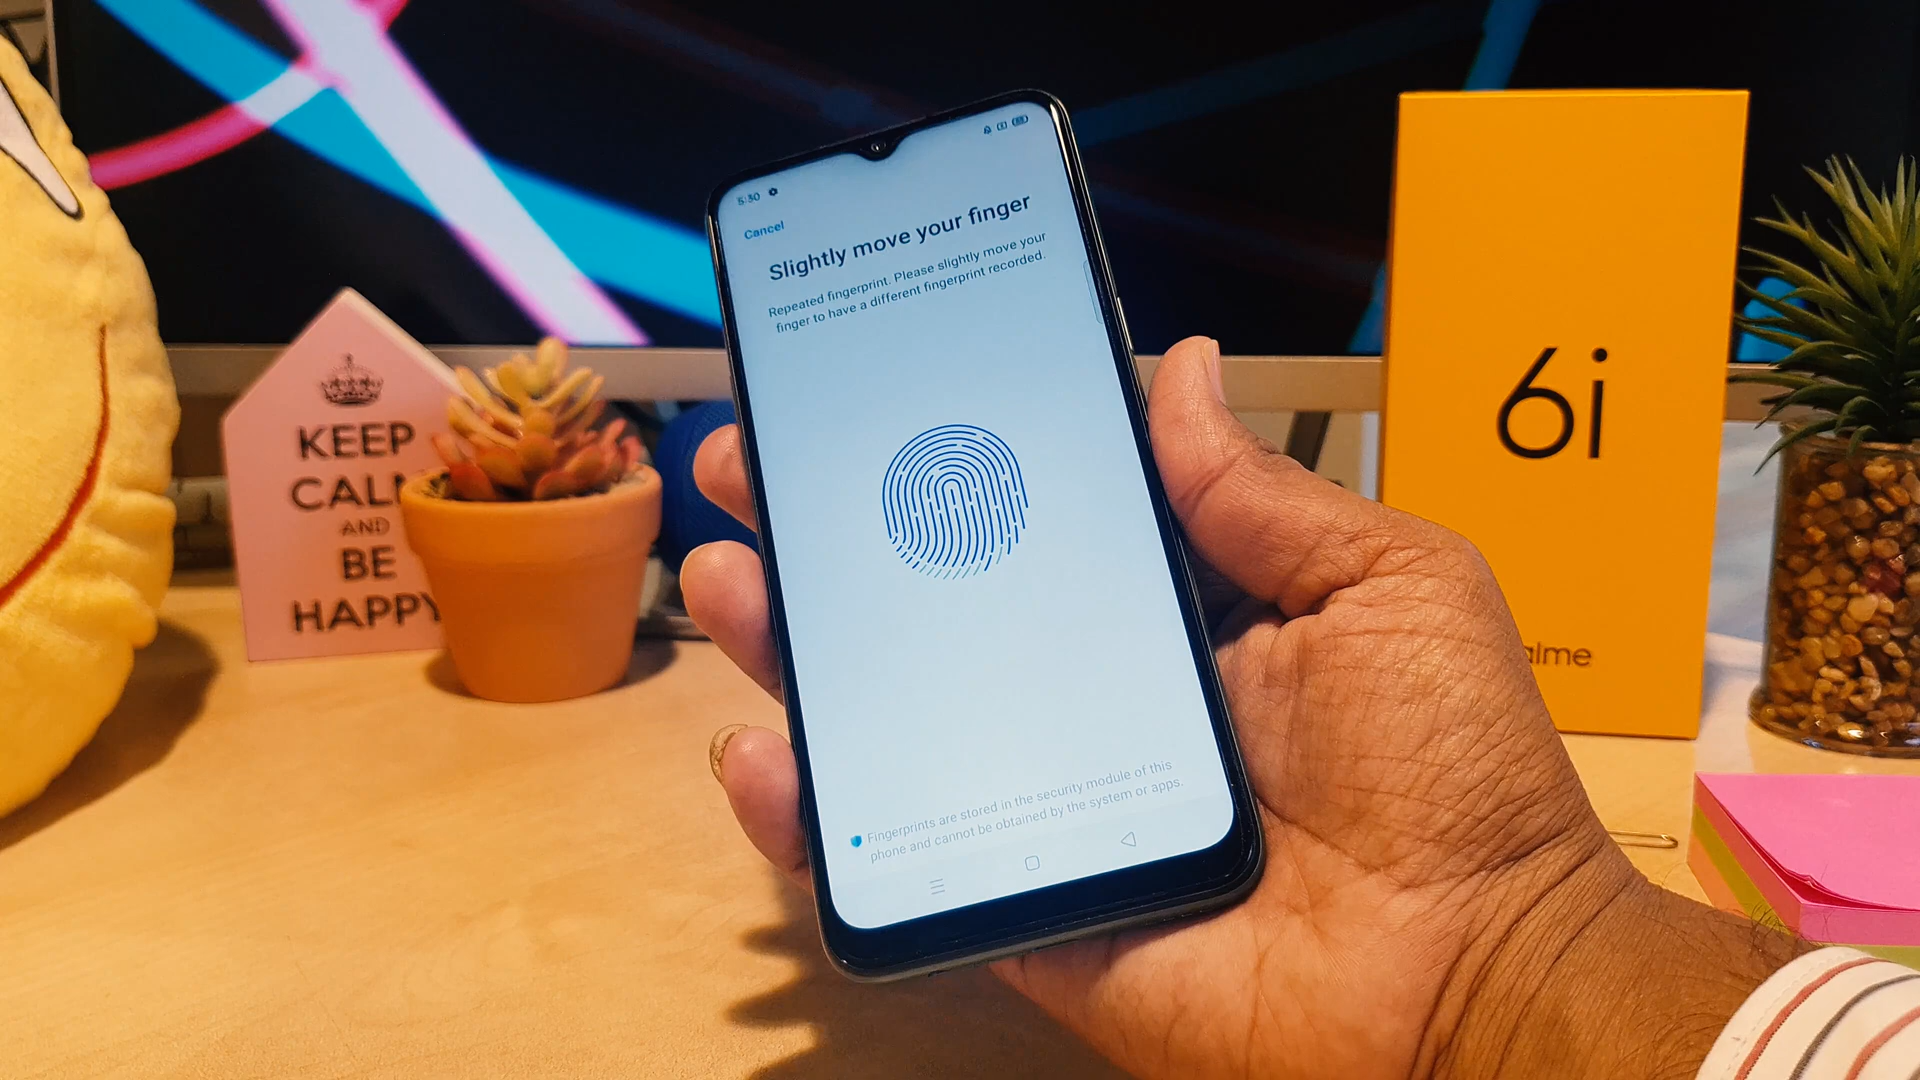 5:30
Cancel
Slightly move your finger
Repeated fingerprint. Please slightly move your
finger to have a different fingerprint recorded.
Fingerprints are stored in the security module of this
phone and cannot be obtained by the system or apps.
KEEP
CALM
AND
BE
HAPPY
6i
alme